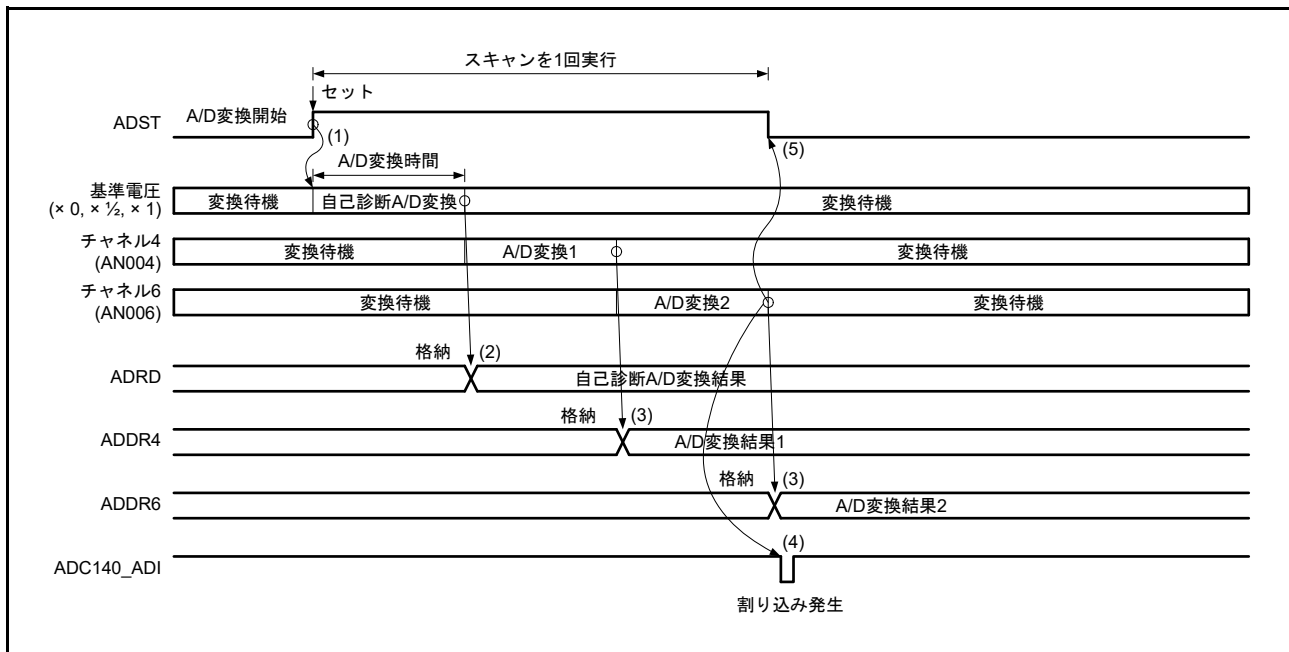 スキャンを1回実行
セット
ADST
A/D変換開始
(1)
(5)
A/D変換時間
基準電圧
(× 0, × ½, × 1)
変換待機
自己診断A/D変換
変換待機
チャネル4
(AN004)
変換待機
A/D変換1
変換待機
チャネル6
(AN006)
変換待機
A/D変換2
変換待機
格納
(2)
ADRD
自己診断A/D変換結果
格納
(3)
ADDR4
A/D変換結果1
格納
(3)
ADDR6
A/D変換結果2
(4)
ADC140_ADI
割り込み発生